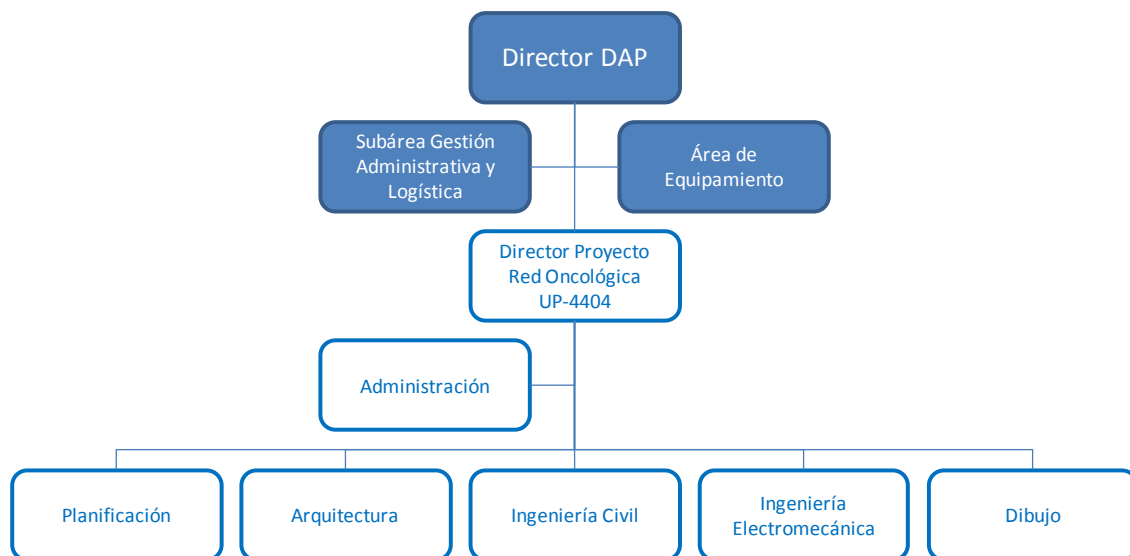 Director DAP
Subárea Gestión
Administrativa y
Logística
Área de
Equipamiento
Director Proyecto
Red Oncológica
UP-4404
Administración
Planificación
Arquitectura
Ingeniería Civil
Ingeniería
Electromecánica
Dibujo